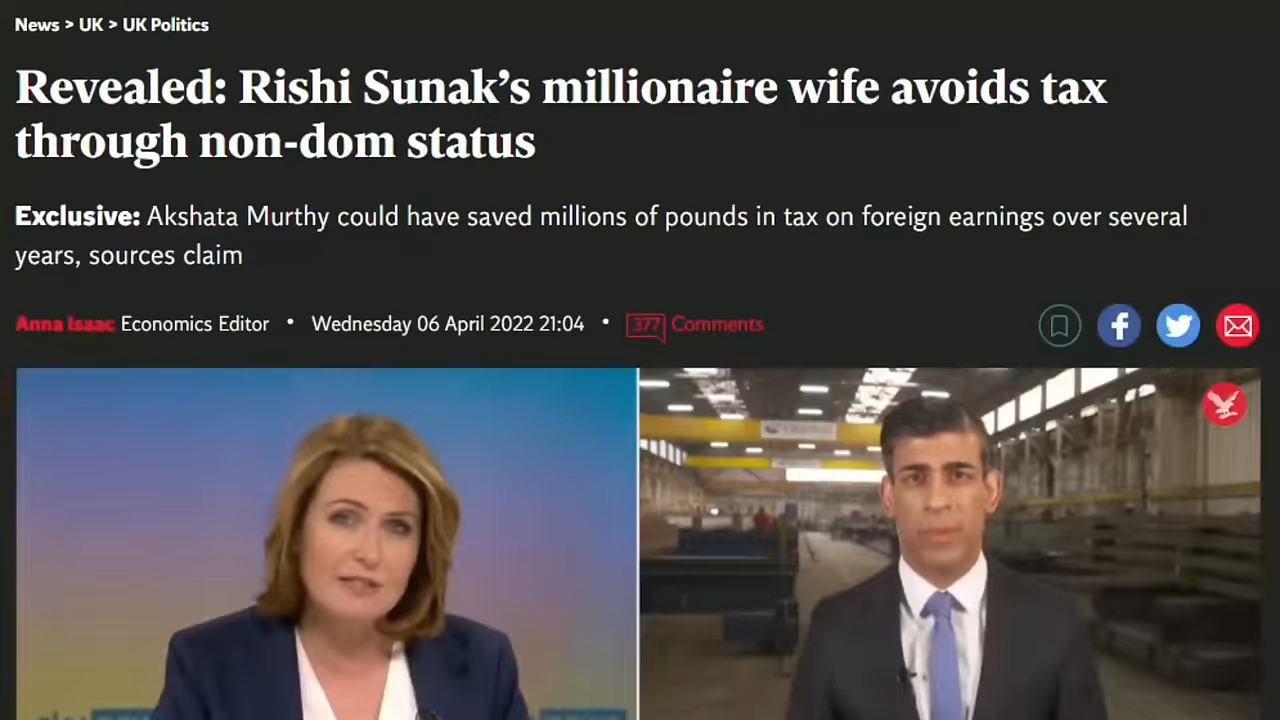 News > UK > UK Politics
Revealed: Rishi Sunak's millionaire wife avoids tax
through non-dom status
Exclusive: Akshata Murthy could have saved millions of pounds in tax on foreign earnings over several
years, sources claim
Anna Isaac Economics Editor • Wednesday 06 April 2022 21:04 • 377 Comments